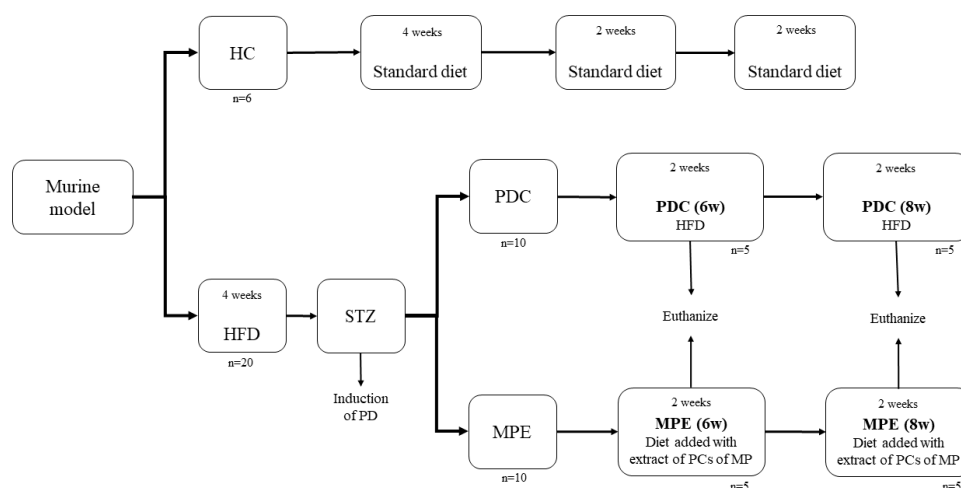 4 weeks
2 weeks
2 weeks
HC
Standard diet
Standard diet
Standard diet
n=6
Murine
model
PDC
2 weeks
PDC (6w)
HFD
2 weeks
PDC (8w)
HFD
n=10
n=5
n=5
4 weeks
HFD
STZ
Euthanize
Euthanize
n=20
Induction
of PD
MPE
2 weeks
MPE (6w)
Diet added with
extract of PCs of MP
2 weeks
MPE (8w)
Diet added with
extract of PCs of MP
n=10
n=5
n=5